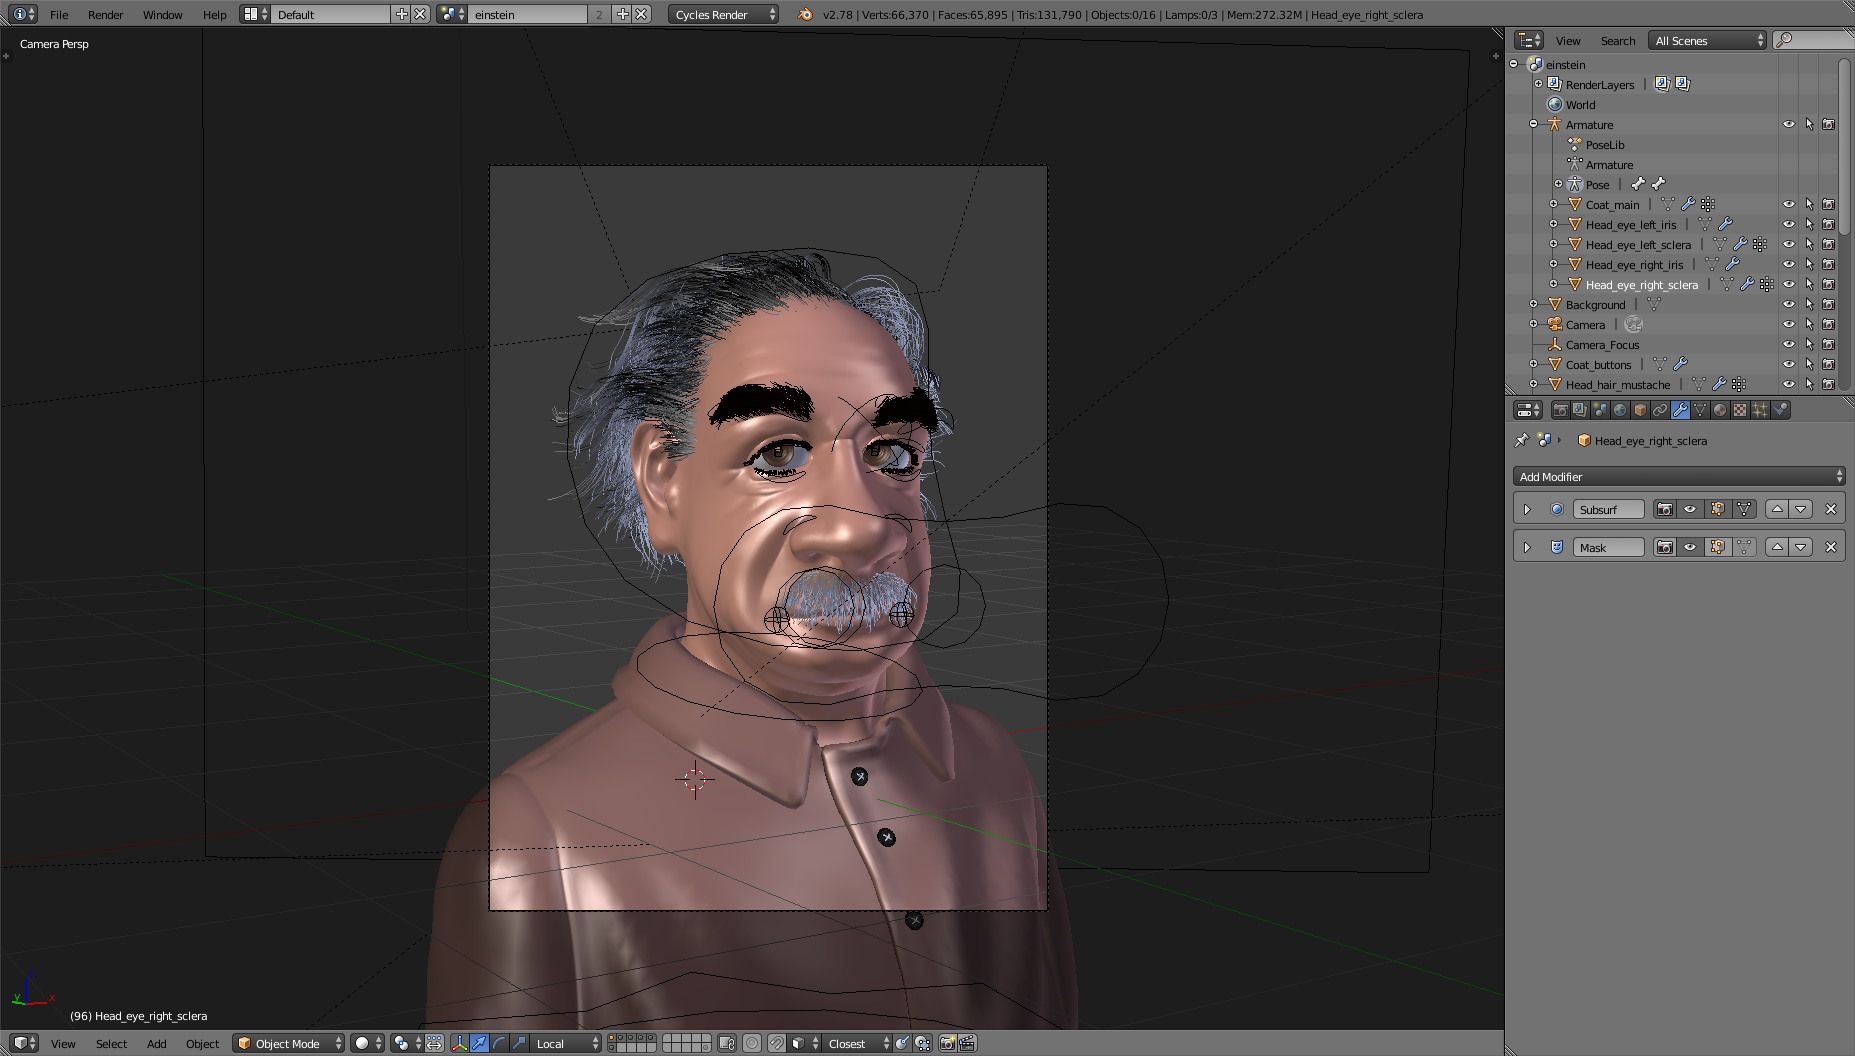 File Render Window Help Default einstein 2 Cycles Render v2.78 | Verts:66,370 | Faces:65,895 | Tris:131,790 | Objects:0/16 | Lamps:0/3 | Mem:272.32M | Head_eye_right_sclera
Camera Persp
View Search All Scenes
einstein
RenderLayers
World
Armature
PoseLib
Armature
Pose
Coat_main
Head_eye_left_iris
Head_eye_left_sclera
Head_eye_right_iris
Head_eye_right_sclera
Background
Camera
Camera_Focus
Coat_buttons
Head_hair_mustache
Head_eye_right_sclera
Add Modifier
Subsurf
Mask
y x
(96) Head_eye_right_sclera
View Select Add Object Object Mode Local Closest